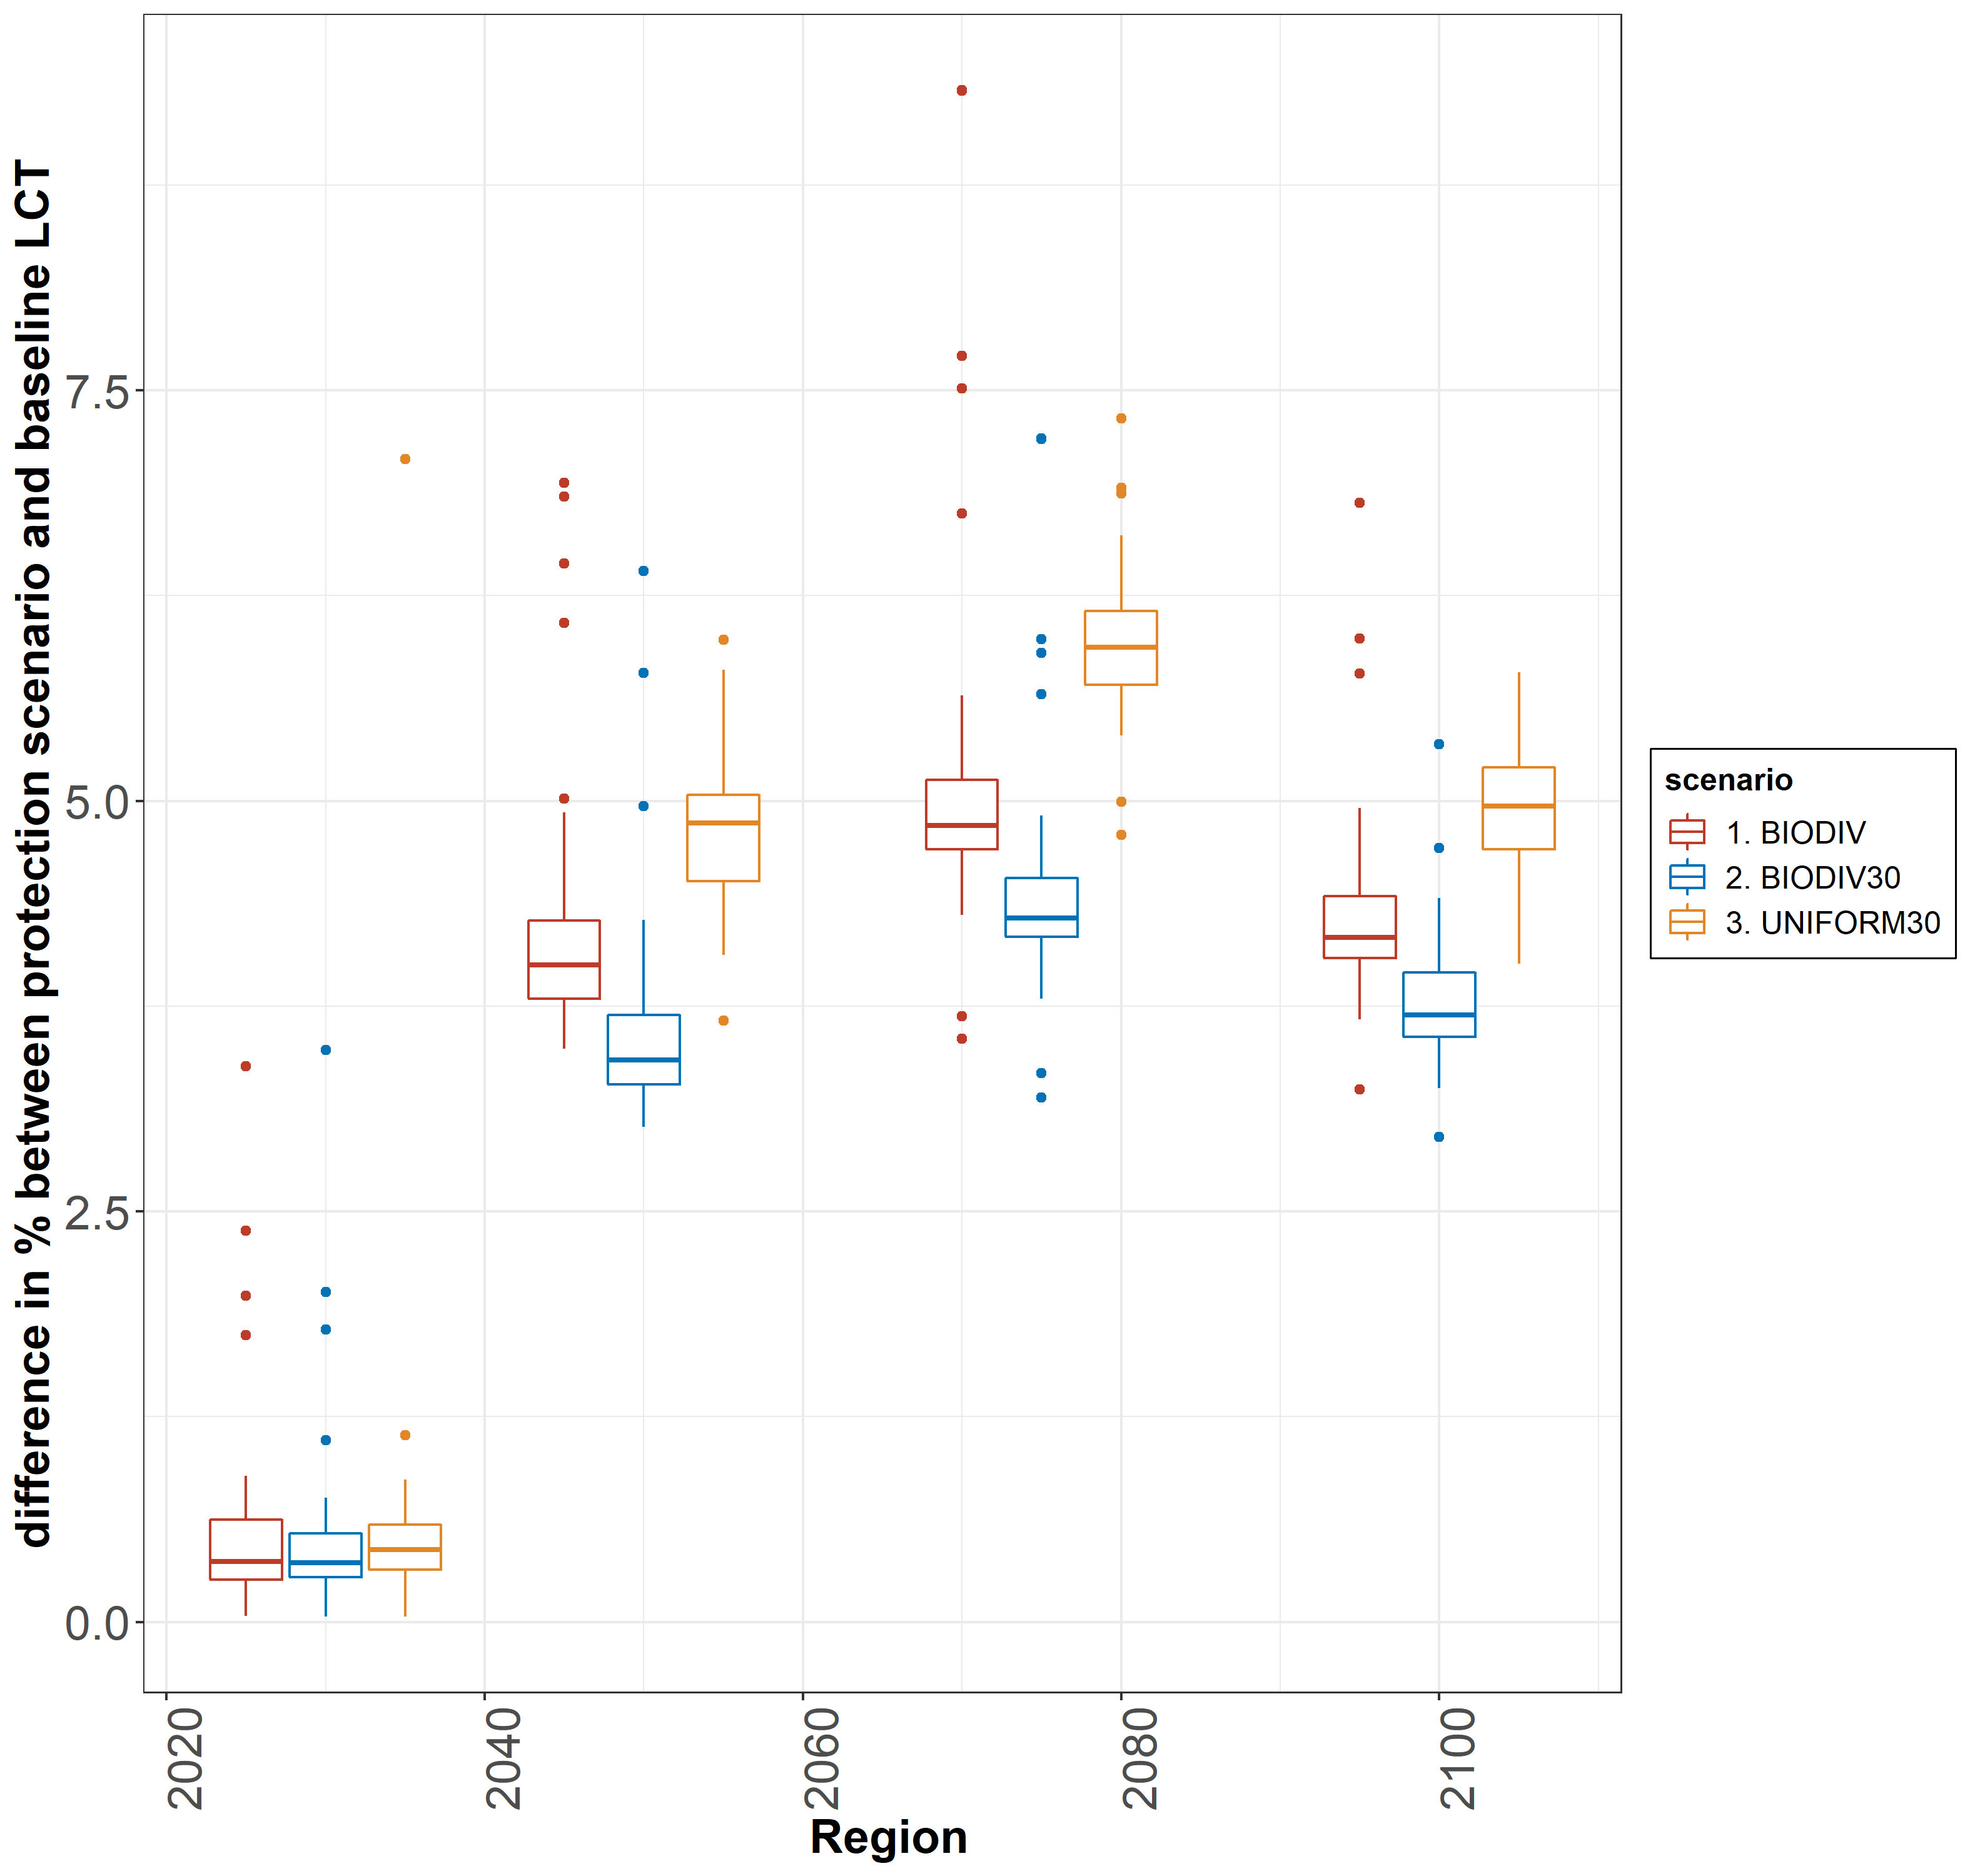 difference in % between protection scenario and baseline LCT
7.5
5.0
2.5
0.0
2020
2040
2060
2080
2100
Region
scenario
1. BIODIV
2. BIODIV30
3. UNIFORM30